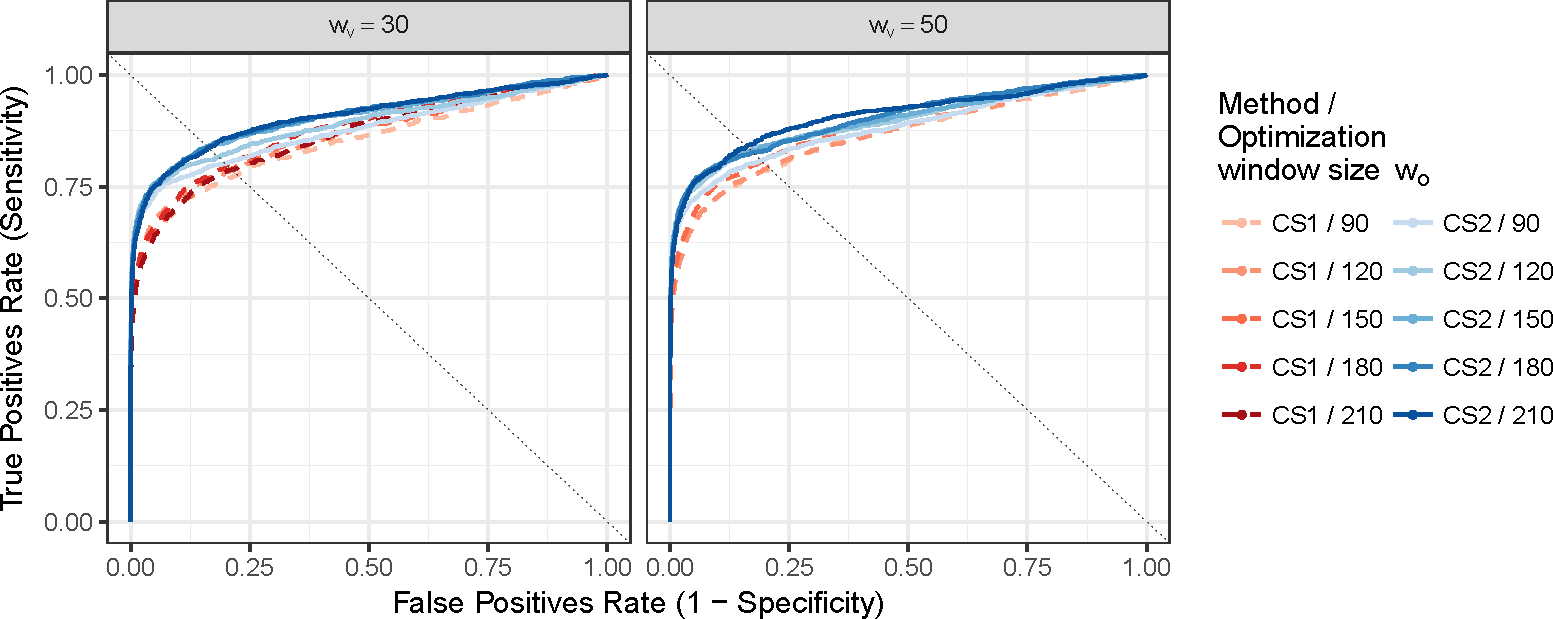 wv = 30
wv = 50
1.00
0.75
0.50
0.25
0.00
True Positives Rate (Sensitivity)
0.00 0.25 0.50 0.75 1.00
0.00 0.25 0.50 0.75 1.00
False Positives Rate (1 − Specificity)
Method /
Optimization
window size wo
CS1 / 90
CS1 / 120
CS1 / 150
CS1 / 180
CS1 / 210
CS2 / 90
CS2 / 120
CS2 / 150
CS2 / 180
CS2 / 210